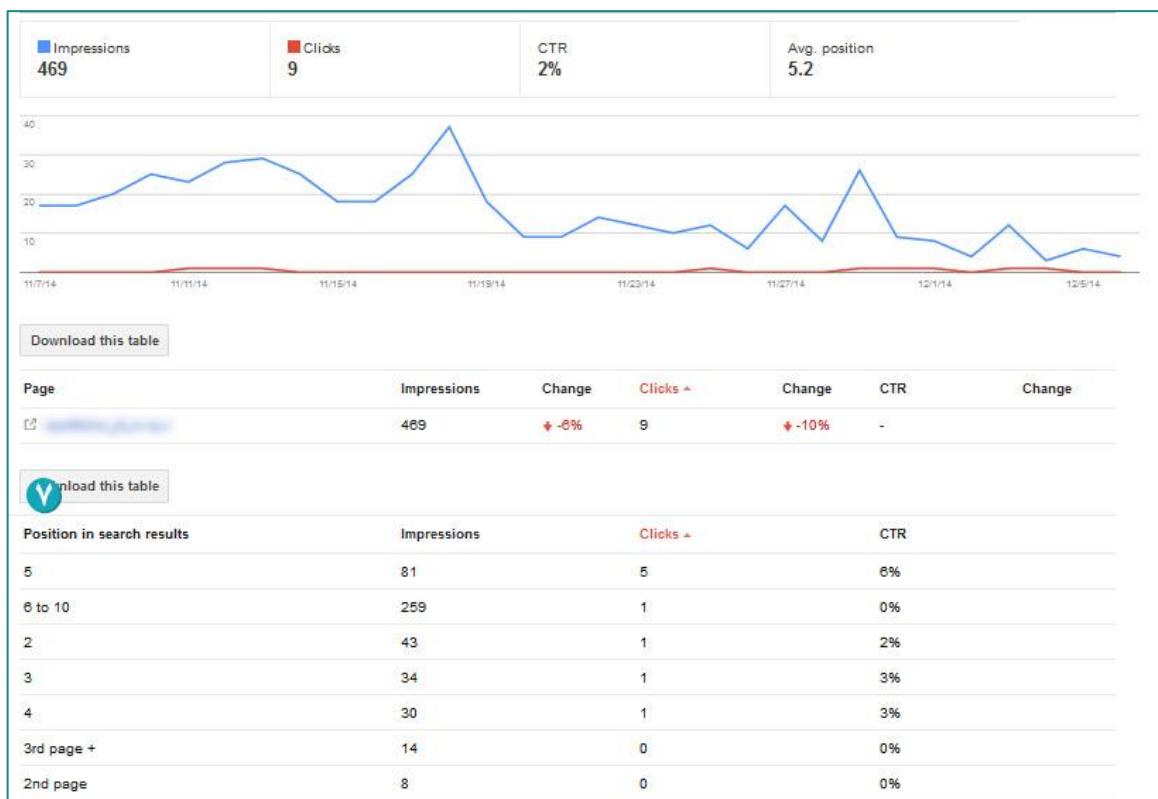 Impressions Clicks CTR Avg. position
469 9 2% 5.2
40
30
20
10
11/7/14 11/11/14 11/15/14 11/19/14 11/23/14 11/27/14 12/1/14 12/5/14
Download this table
Page Impressions Change Clicks Change CTR Change
469 -6% 9 -10% -
۷ nload this table
Position in search results Impressions Clicks CTR
5 81 5 6%
6 to 10 259 1 0%
2 43 1 2%
3 34 1 3%
4 30 1 3%
3rd page + 14 0 0%
2nd page 8 0 0%